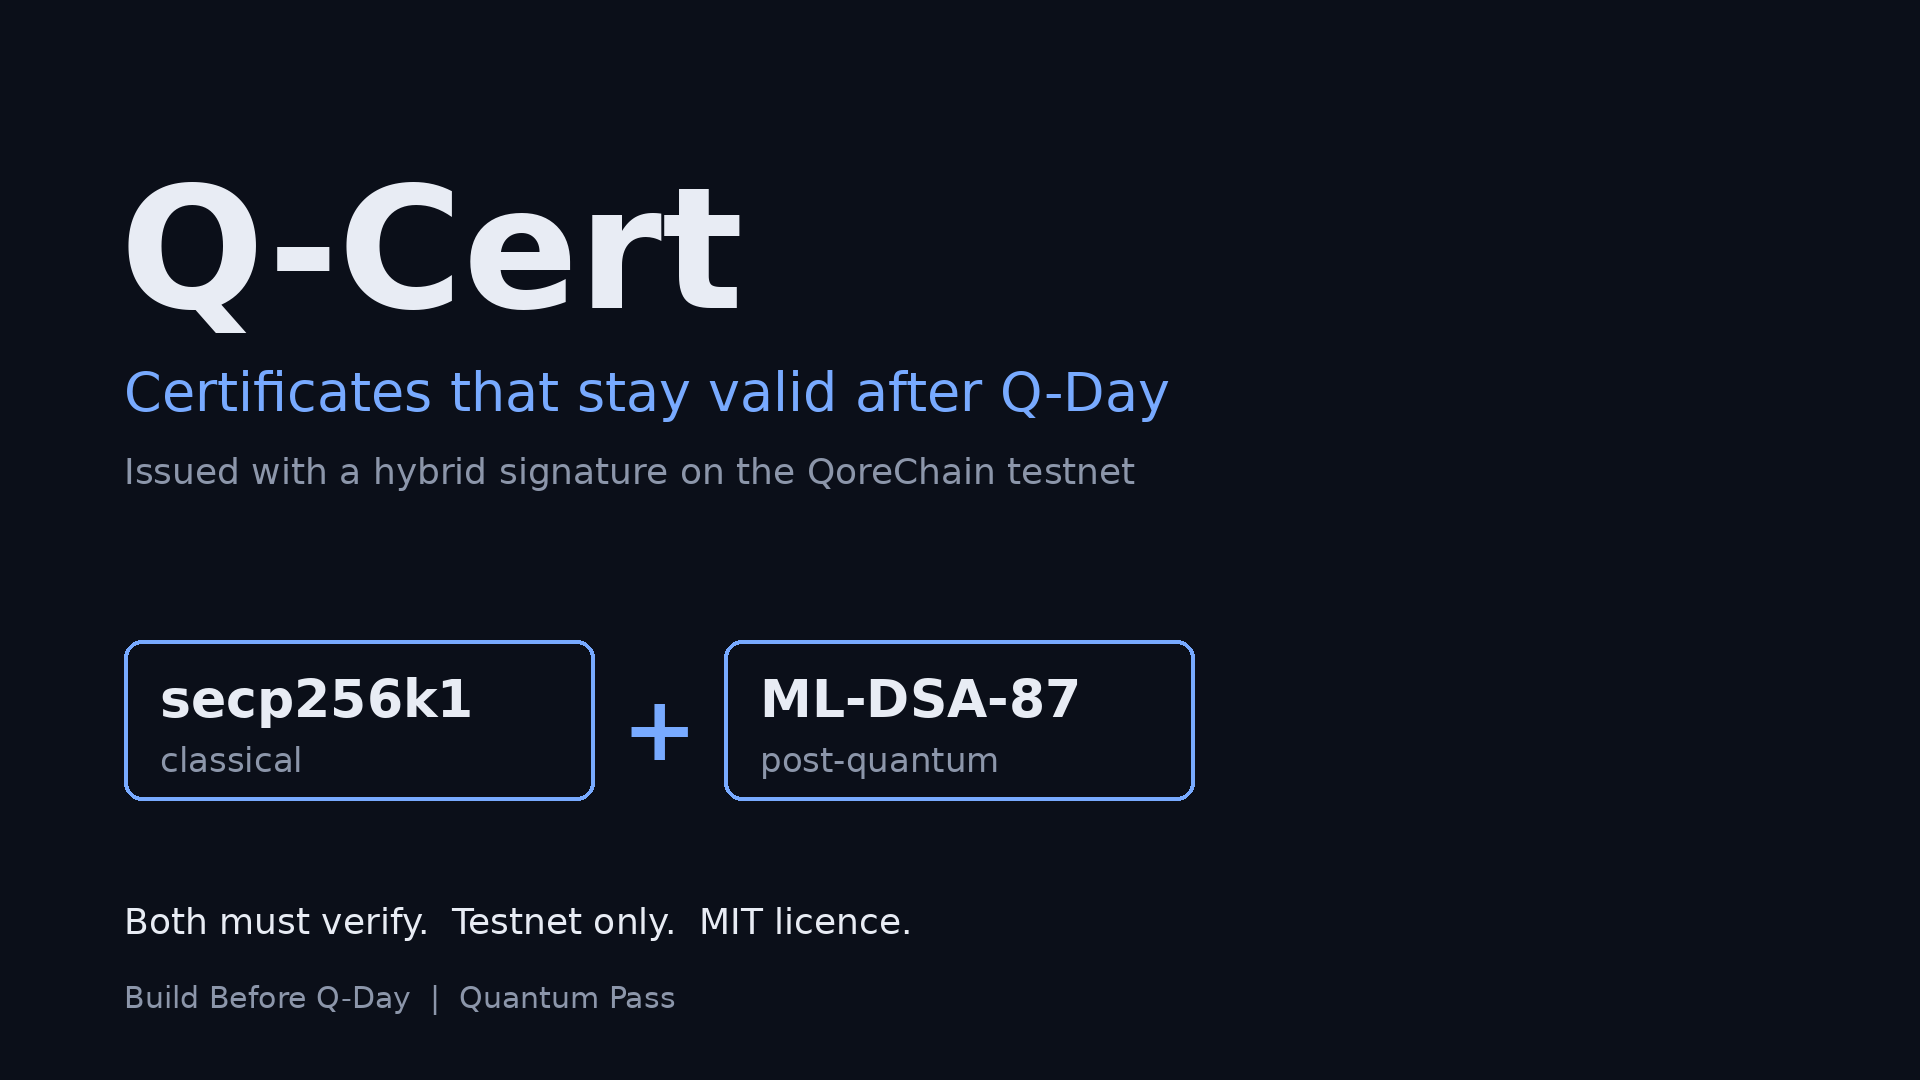 Q-Cert
Certificates that stay valid after Q-Day
Issued with a hybrid signature on the QoreChain testnet
secp256k1
classical
+
ML-DSA-87
post-quantum
Both must verify.  Testnet only.  MIT licence.
Build Before Q-Day  |  Quantum Pass